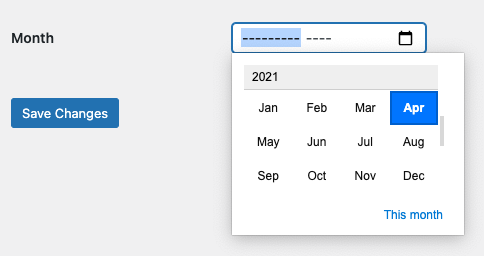 Month
--------- ----
2021
Jan Feb Mar Apr
May Jun Jul Aug
Sep Oct Nov Dec
This month
Save Changes